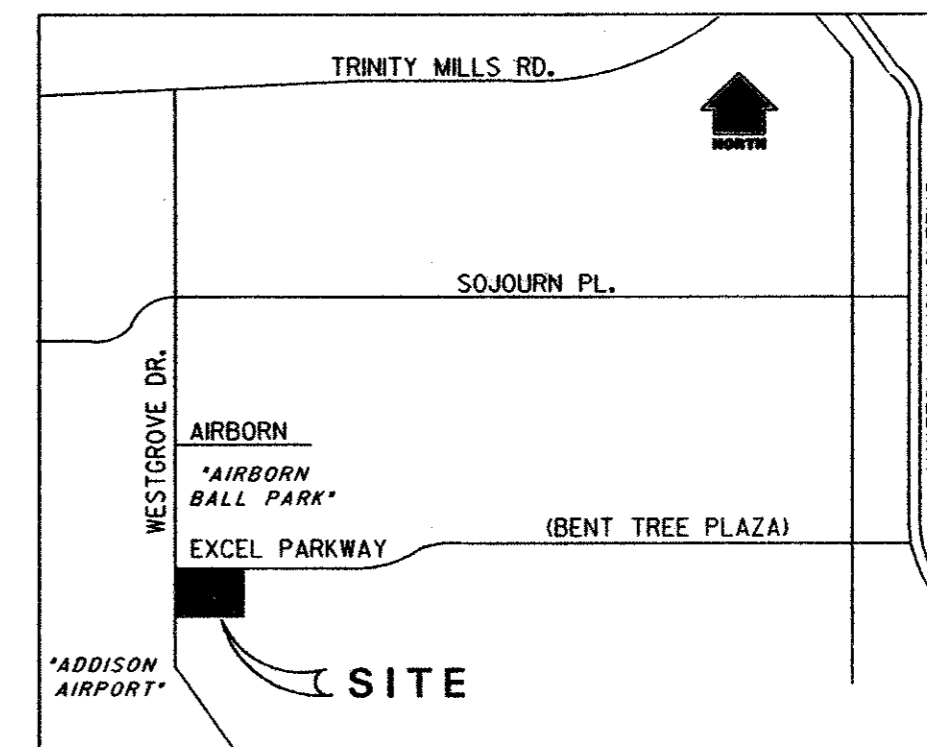 TRINITY MILLS RD.
NORTH
SOJOURN PL.
WESTGROVE DR.
AIRBORN
"AIRBORN
BALL PARK"
(BENT TREE PLAZA)
EXCEL PARKWAY
"ADDISON
AIRPORT"
SITE